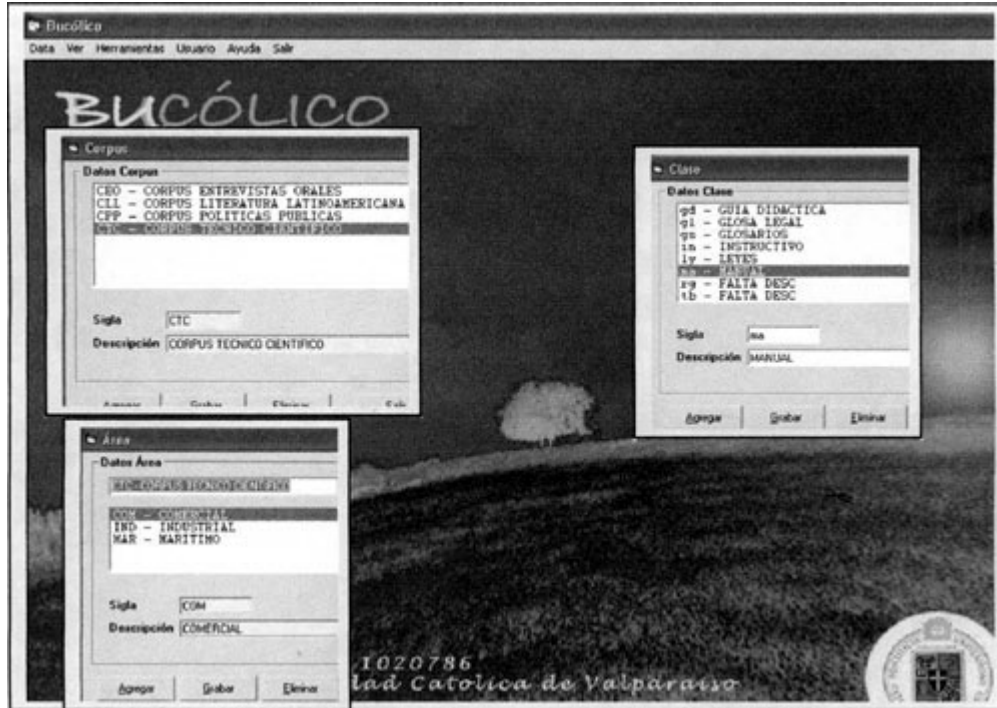 Bucólico
Data Ver Herramientas Usuario Ayuda Salir
BUCÓLICO
Corpus
Datos Corpus
CEO - CORPUS ENTREVISTAS ORALES
CLL - CORPUS LITERATURA LATINOAMERICANA
CPP - CORPUS POLITICAS PUBLICAS
CTC - CORPUS TECNICO CIENTIFICO
Sigla CTC
Descripción CORPUS TECNICO CIENTIFICO
Agregar Grabar Eliminar Salir
Clase
Datos Clase
gd - GUIA DIDACTICA
gl - GLOSA LEGAL
gs - GLOSARIOS
in - INSTRUCTIVO
ly - LEYES
ma - MANUAL
rg - FALTA DESC
tb - FALTA DESC
Sigla ma
Descripción MANUAL
Agregar Grabar Eliminar
Área
Datos Área
CTC-CORPUS TECNICO CIENTIFICO
COM - COMERCIAL
IND - INDUSTRIAL
MAR - MARITIMO
Sigla COM
Descripción COMERCIAL
Agregar Grabar Eliminar
1020786
dad Catolica de Valparaiso